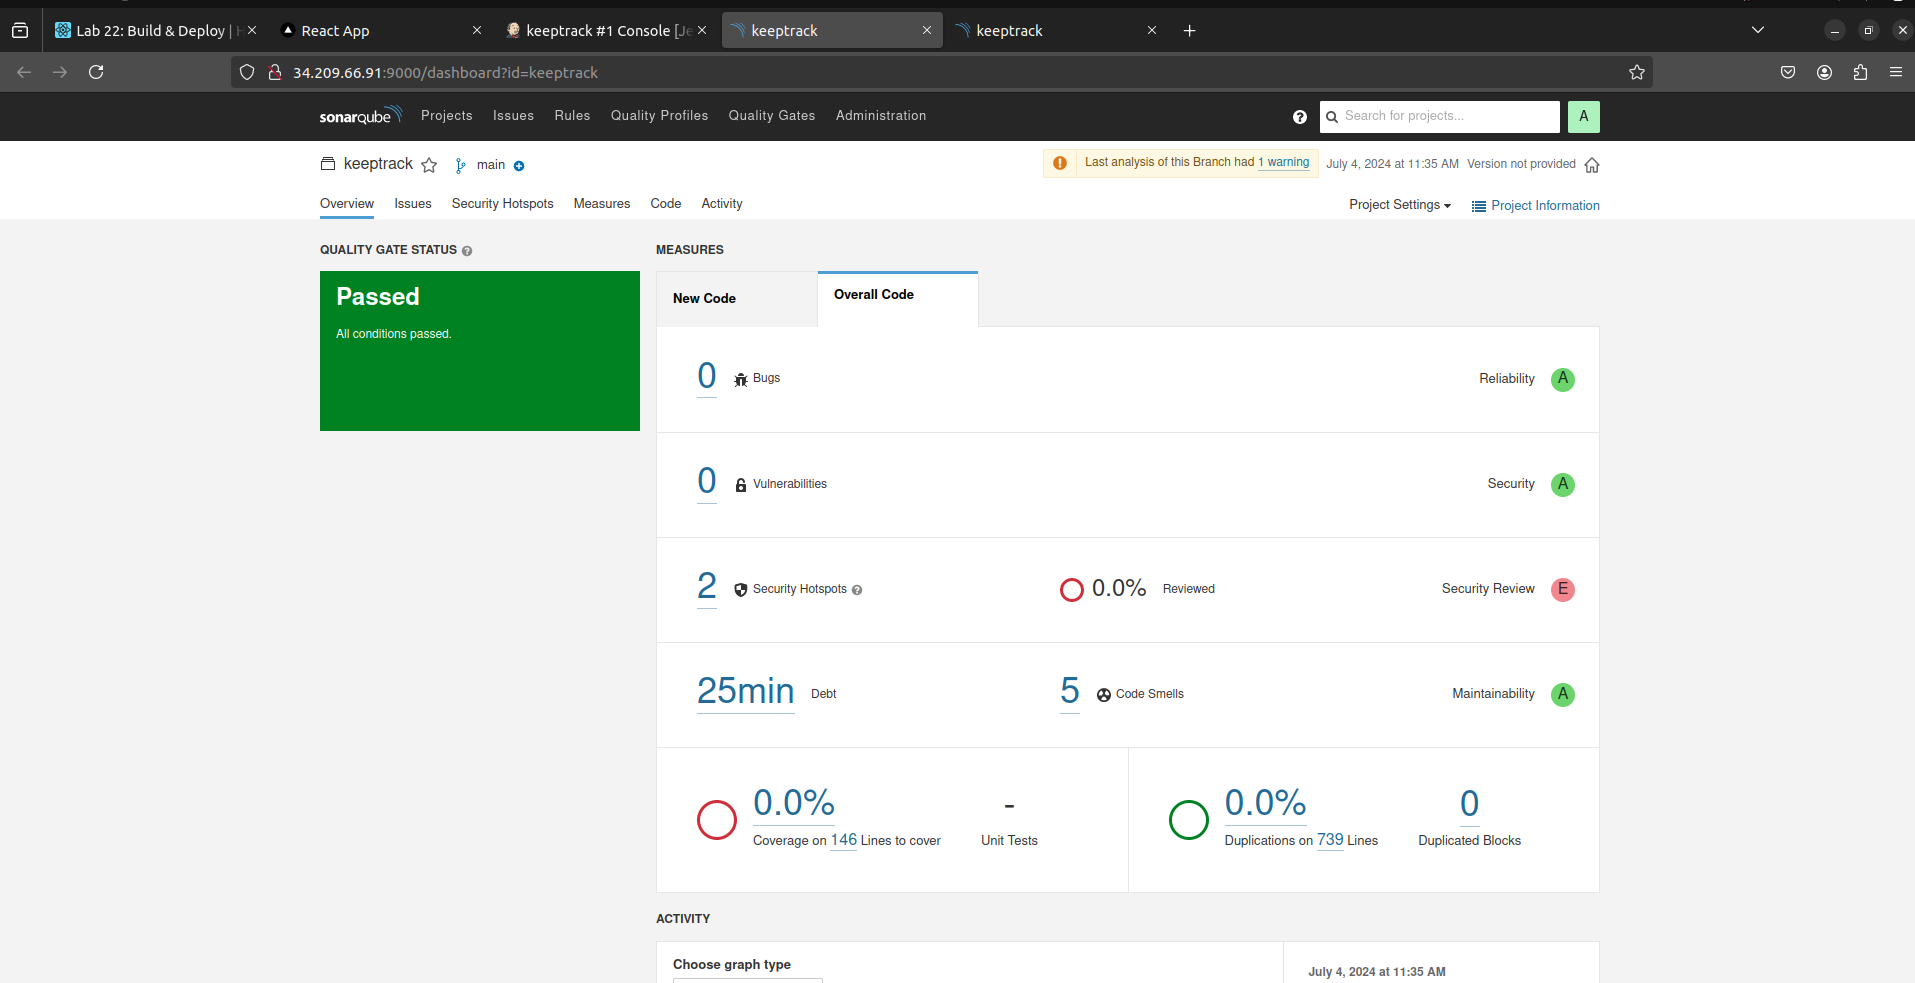 Lab 22: Build & Deploy |
React App
keeptrack #1 Console [Je
keeptrack
keeptrack
34.209.66.91:9000/dashboard?id=keeptrack
sonarqube
Projects
Issues
Rules
Quality Profiles
Quality Gates
Administration
?
Search for projects...
A
keeptrack
main
Last analysis of this Branch had 1 warning
July 4, 2024 at 11:35 AM
Version not provided
Overview
Issues
Security Hotspots
Measures
Code
Activity
Project Settings
Project Information
QUALITY GATE STATUS ?
Passed
All conditions passed.
MEASURES
New Code
Overall Code
0 Bugs
Reliability A
0 Vulnerabilities
Security A
2 Security Hotspots ?
0.0% Reviewed
Security Review E
25min Debt
5 Code Smells
Maintainability A
0.0%
Coverage on 146 Lines to cover
-
Unit Tests
0.0%
Duplications on 739 Lines
0
Duplicated Blocks
ACTIVITY
Choose graph type
July 4, 2024 at 11:35 AM